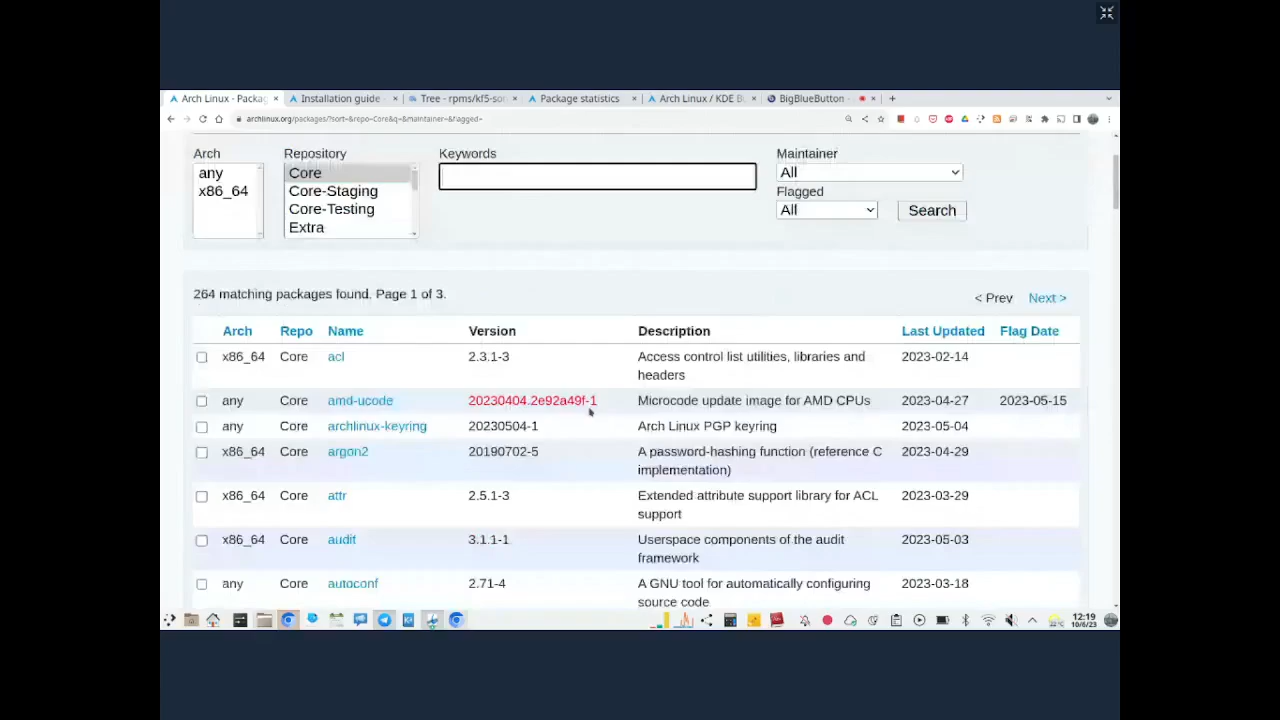 Arch Linux - Packag
Installation guide -
Tree - rpms/kf5-so
Package statistics
Arch Linux / KDE B
BigBlueButton -
archlinux.org/packages/?sort=&repo=Core&q=&maintainer=&flagged=
Arch
Repository
Keywords
Maintainer
any
x86_64
Core
Core-Staging
Core-Testing
Extra
All
Flagged
All
Search
264 matching packages found. Page 1 of 3.
< Prev Next >
Arch Repo Name Version Description Last Updated Flag Date
x86_64 Core acl 2.3.1-3 Access control list utilities, libraries and 2023-02-14
headers
any Core amd-ucode 20230404.2e92a49f-1 Microcode update image for AMD CPUs 2023-04-27 2023-05-15
any Core archlinux-keyring 20230504-1 Arch Linux PGP keyring 2023-05-04
x86_64 Core argon2 20190702-5 A password-hashing function (reference C 2023-04-29
implementation)
x86_64 Core attr 2.5.1-3 Extended attribute support library for ACL 2023-03-29
support
x86_64 Core audit 3.1.1-1 Userspace components of the audit 2023-05-03
framework
any Core autoconf 2.71-4 A GNU tool for automatically configuring 2023-03-18
source code
12:19
10/6/23